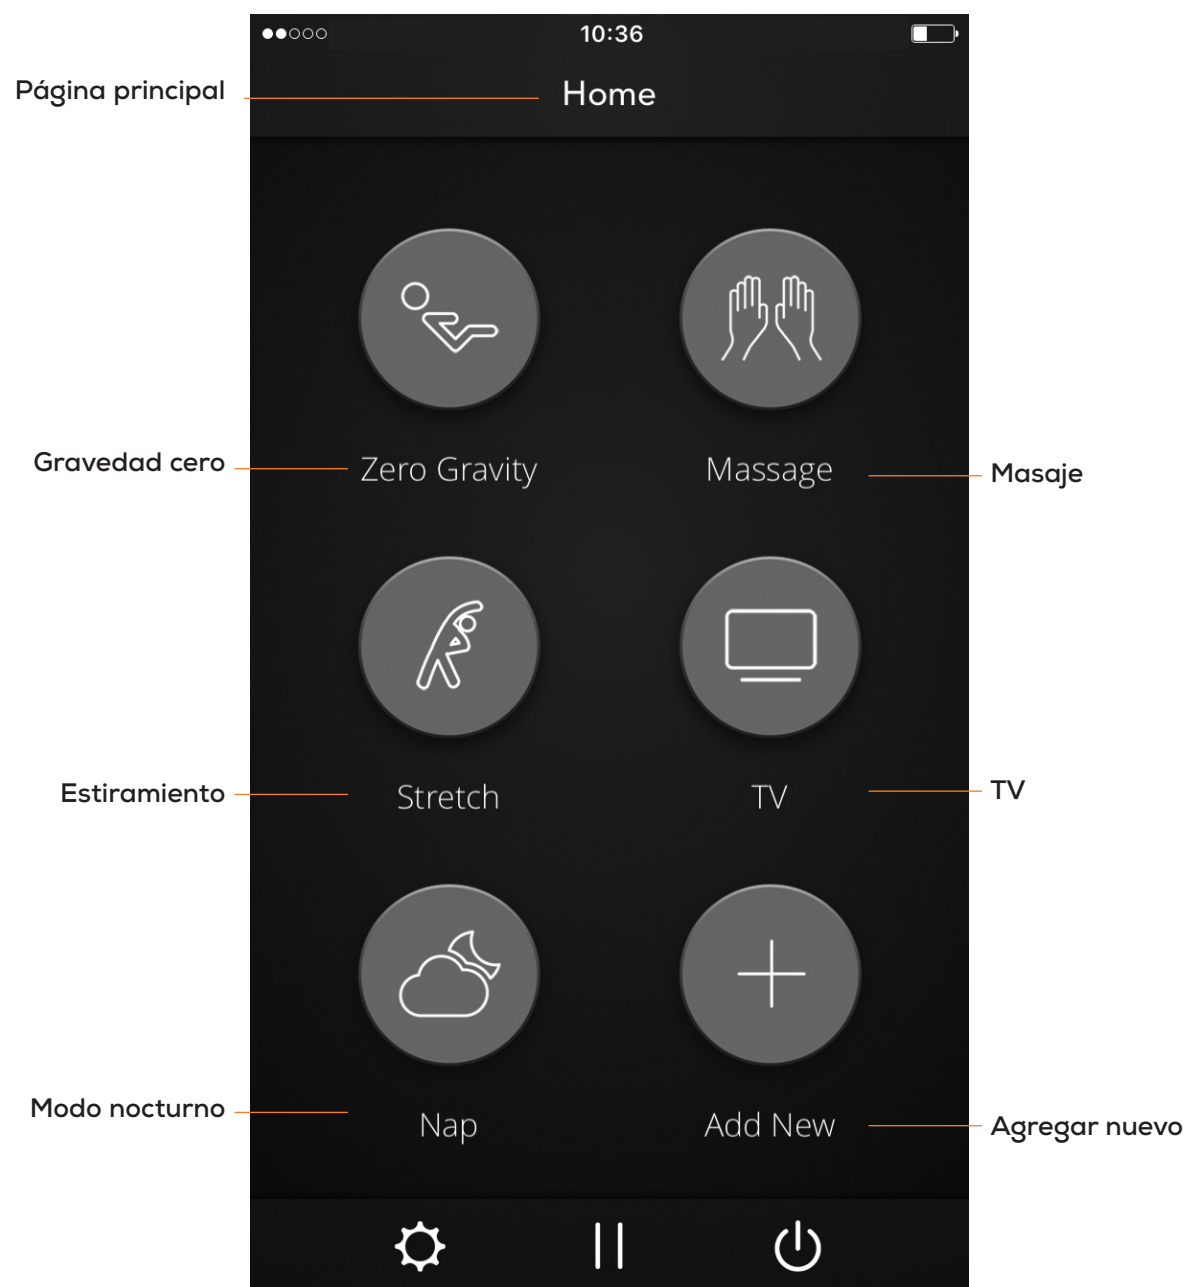 10:36
Página principal
Home
Gravedad cero
Zero Gravity
Massage
Masaje
Estiramiento
Stretch
TV
TV
Modo nocturno
Nap
Add New
Agregar nuevo